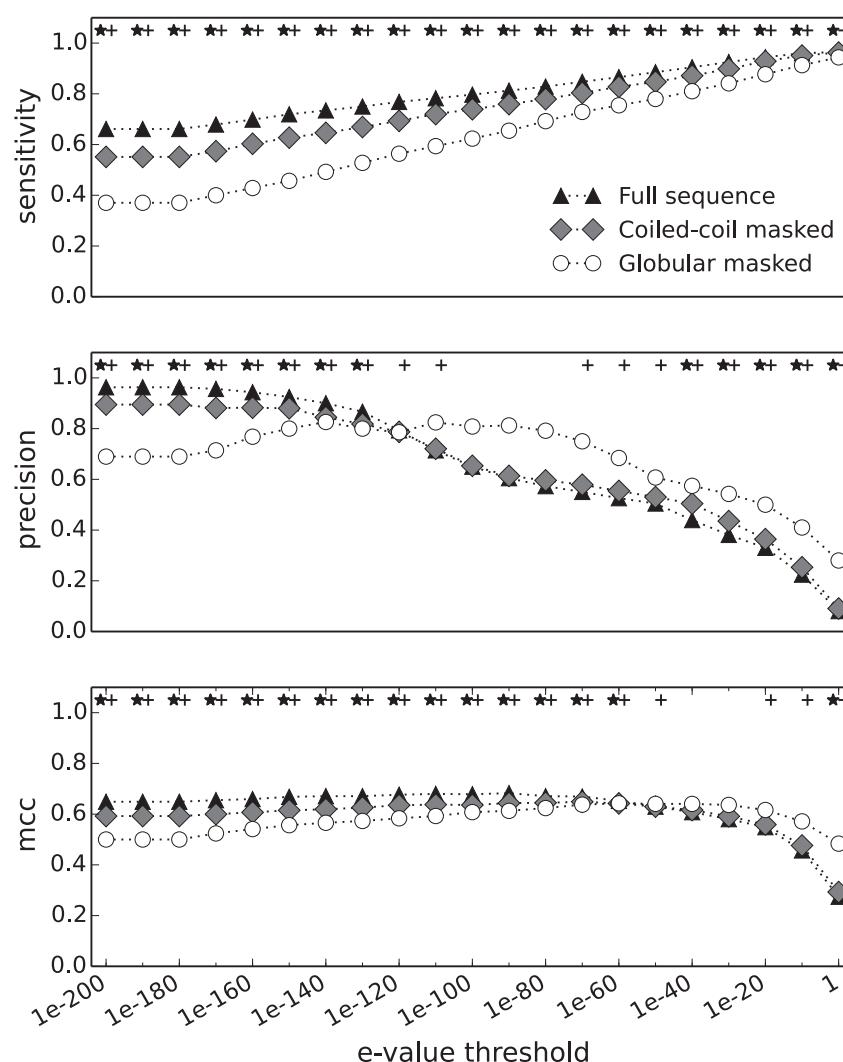 1.0
0.8
0.6
0.4
0.2
0.0
sensitivity
Full sequence
Coiled-coil masked
Globular masked
1.0
0.8
0.6
0.4
0.2
0.0
precision
1.0
0.8
0.6
0.4
0.2
0.0
mcc
1e-200
1e-180
1e-160
1e-140
1e-120
1e-100
1e-80
1e-60
1e-40
1e-20
1
e-value threshold